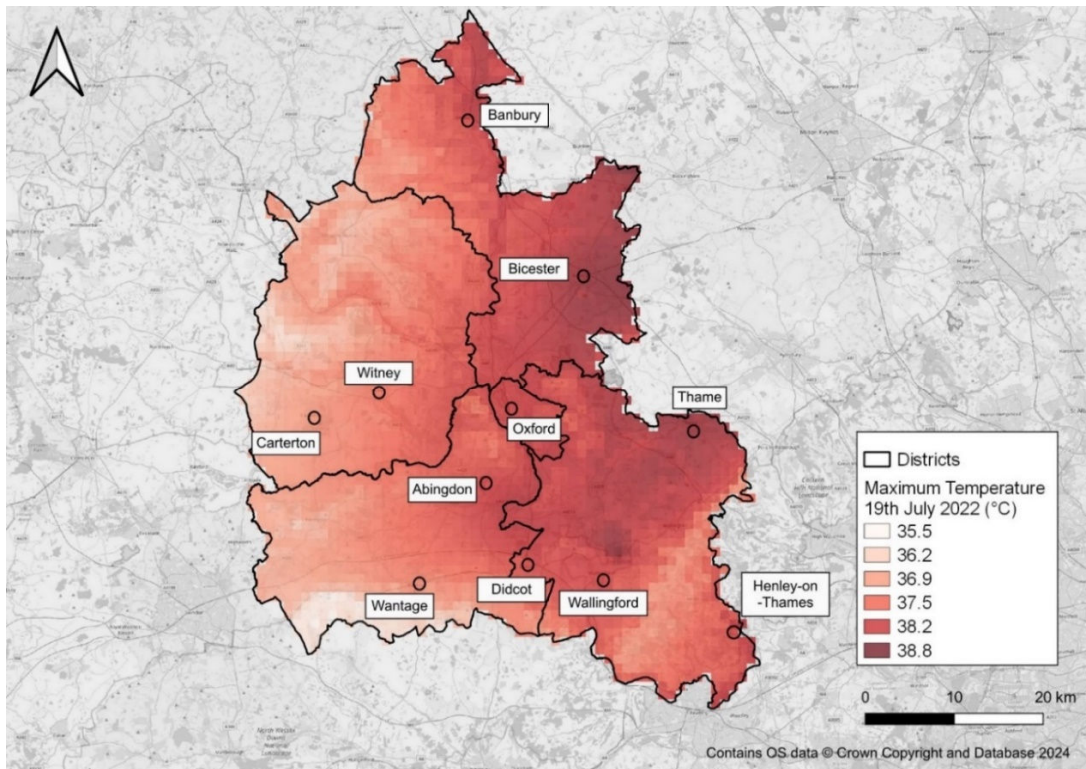 Banbury
Bicester
Witney
Thame
Carterton
Oxford
Abingdon
Didcot
Wantage
Wallingford
Henley-on
-Thames
Districts
Maximum Temperature
19th July 2022 (°C)
35.5
36.2
36.9
37.5
38.2
38.8
0 10 20 km
Contains OS data © Crown Copyright and Database 2024